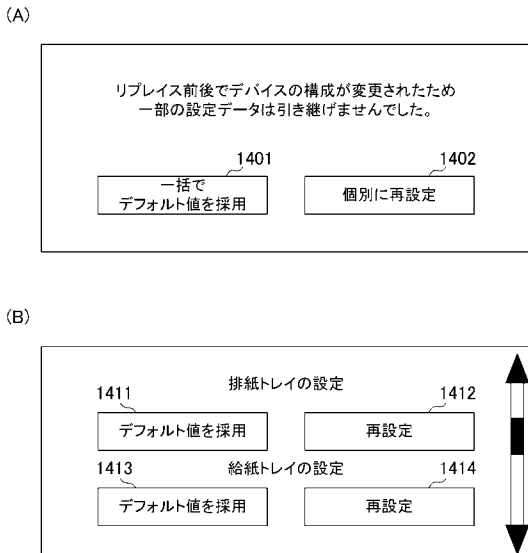 (A)
リプレイス前後でデバイスの構成が変更されたため
一部の設定データは引き継げませんでした。
1401
1402
一括で
デフォルト値を採用
個別に再設定
(B)
排紙トレイの設定
1411
1412
デフォルト値を採用
再設定
給紙トレイの設定
1413
1414
デフォルト値を採用
再設定